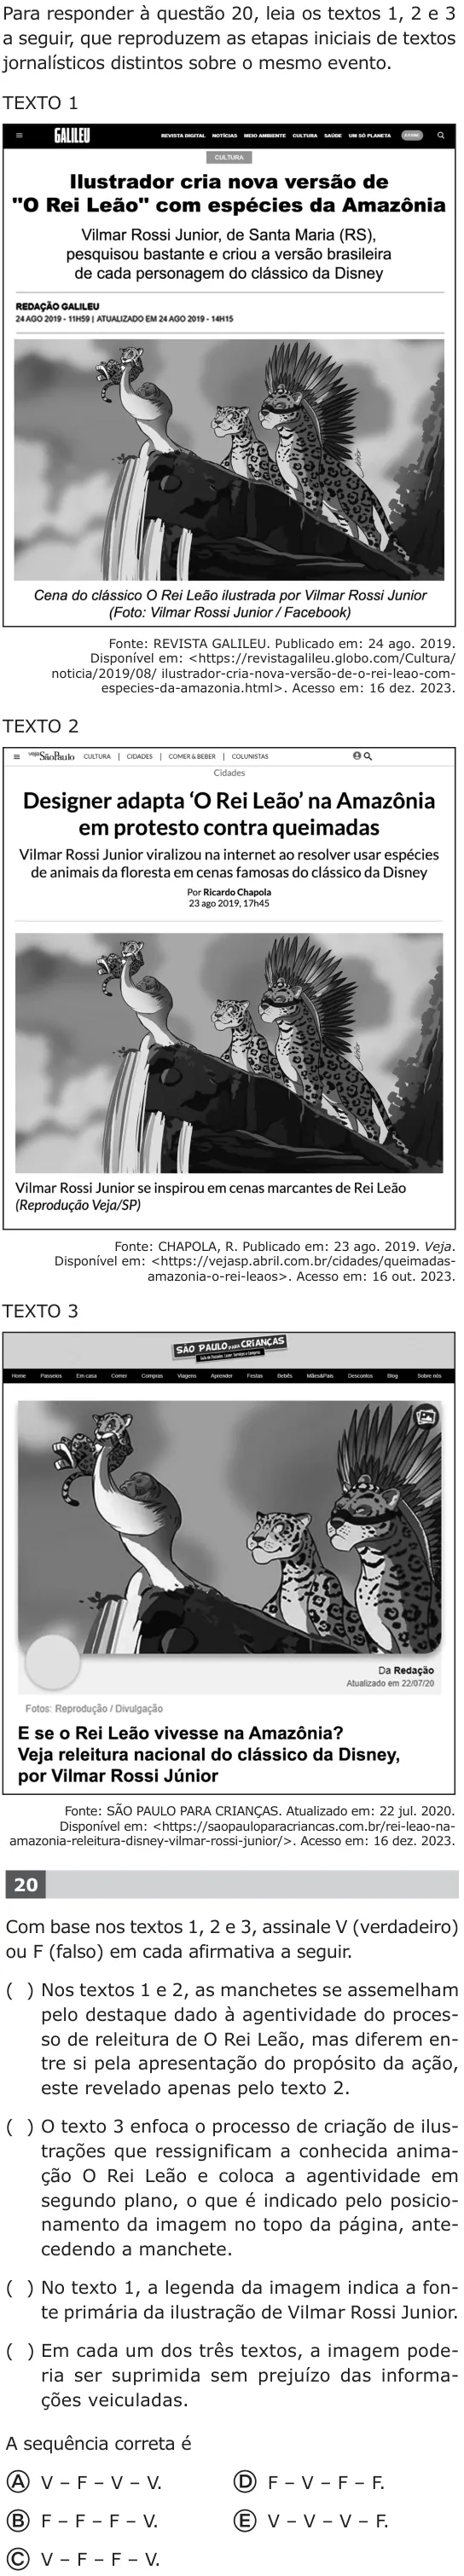 Para responder à questão 20, leia os textos 1, 2 e 3
a seguir, que reproduzem as etapas iniciais de textos
jornalísticos distintos sobre o mesmo evento.
TEXTO 1
GALILEU REVISTA DIGITAL NOTÍCIAS MEIO AMBIENTE CULTURA SAÚDE UM SÓ PLANETA
CULTURA
Ilustrador cria nova versão de
"O Rei Leão" com espécies da Amazônia
Vilmar Rossi Junior, de Santa Maria (RS),
pesquisou bastante e criou a versão brasileira
de cada personagem do clássico da Disney
REDAÇÃO GALILEU
24 AGO 2019 - 11H59 | ATUALIZADO EM 24 AGO 2019 - 14H15
Cena do clássico O Rei Leão ilustrada por Vilmar Rossi Junior
(Foto: Vilmar Rossi Junior / Facebook)
Fonte: REVISTA GALILEU. Publicado em: 24 ago. 2019.
Disponível em: <https://revistagalileu.globo.com/Cultura/
noticia/2019/08/ ilustrador-cria-nova-versão-de-o-rei-leao-com-
especies-da-amazonia.html>. Acesso em: 16 dez. 2023.
TEXTO 2
veja São Paulo CULTURA | CIDADES | COMER & BEBER | COLUNISTAS
Cidades
Designer adapta ‘O Rei Leão’ na Amazônia
em protesto contra queimadas
Vilmar Rossi Junior viralizou na internet ao resolver usar espécies
de animais da floresta em cenas famosas do clássico da Disney
Por Ricardo Chapola
23 ago 2019, 17h45
Vilmar Rossi Junior se inspirou em cenas marcantes de Rei Leão
(Reprodução Veja/SP)
Fonte: CHAPOLA, R. Publicado em: 23 ago. 2019. Veja.
Disponível em: <https://vejasp.abril.com.br/cidades/queimadas-
amazonia-o-rei-leaos>. Acesso em: 16 out. 2023.
TEXTO 3
SÃO PAULO PARA CRIANÇAS
Home Passeios Em casa Comer Compras Viagens Aprender Festas Bebês Mães&Pais Descontos Blog Sobre nós
Da Redação
Atualizado em 22/07/20
Fotos: Reprodução / Divulgação
E se o Rei Leão vivesse na Amazônia?
Veja releitura nacional do clássico da Disney,
por Vilmar Rossi Júnior
Fonte: SÃO PAULO PARA CRIANÇAS. Atualizado em: 22 jul. 2020.
Disponível em: <https://saopauloparacriancas.com.br/rei-leao-na-
amazonia-releitura-disney-vilmar-rossi-junior/>. Acesso em: 16 dez. 2023.
20
Com base nos textos 1, 2 e 3, assinale V (verdadeiro)
ou F (falso) em cada afirmativa a seguir.
( ) Nos textos 1 e 2, as manchetes se assemelham
pelo destaque dado à agentividade do proces-
so de releitura de O Rei Leão, mas diferem en-
tre si pela apresentação do propósito da ação,
este revelado apenas pelo texto 2.
( ) O texto 3 enfoca o processo de criação de ilus-
trações que ressignificam a conhecida anima-
ção O Rei Leão e coloca a agentividade em
segundo plano, o que é indicado pelo posicio-
namento da imagem no topo da página, ante-
cedendo a manchete.
( ) No texto 1, a legenda da imagem indica a fon-
te primária da ilustração de Vilmar Rossi Junior.
( ) Em cada um dos três textos, a imagem pode-
ria ser suprimida sem prejuízo das informa-
ções veiculadas.
A sequência correta é
A V – F – V – V.
D F – V – F – F.
B F – F – F – V.
E V – V – V – F.
C V – F – F – V.